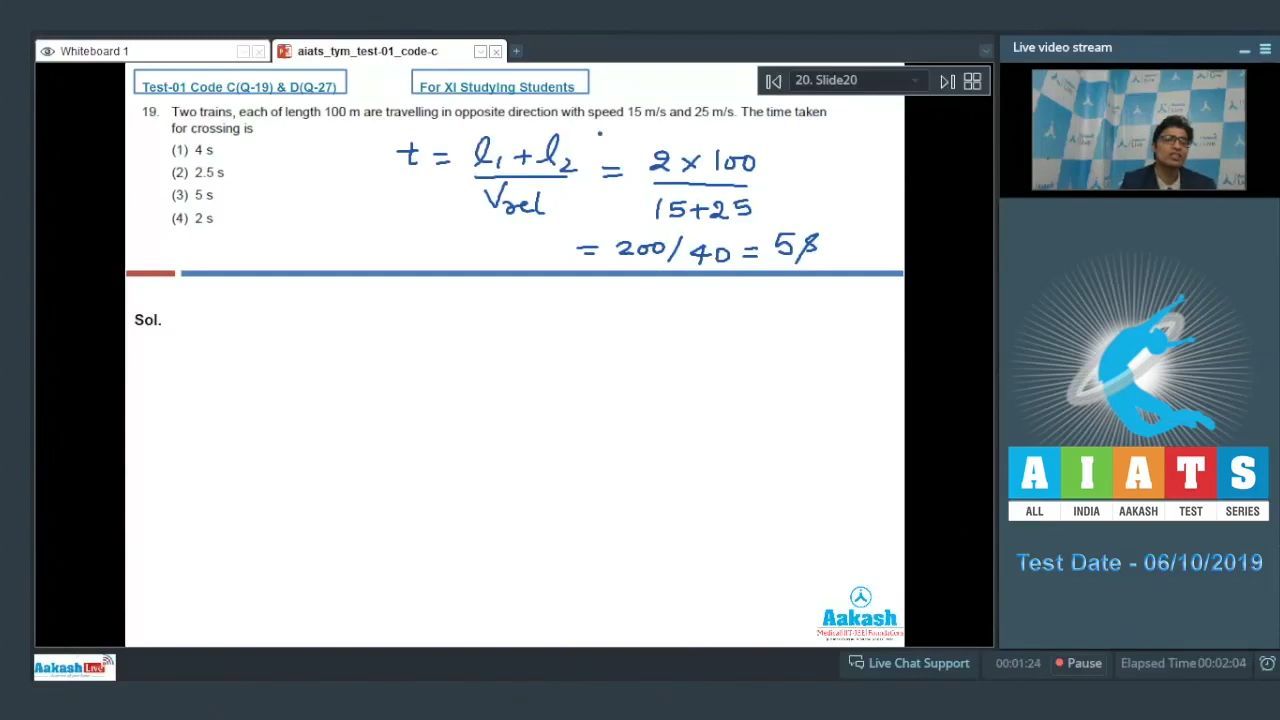 Whiteboard 1
aiats_tym_test-01_code-c
Live video stream
Test-01 Code C(Q-19) & D(Q-27)
For XI Studying Students
20. Slide20
19. Two trains, each of length 100 m are travelling in opposite direction with speed 15 m/s and 25 m/s. The time taken
for crossing is
(1) 4 s
(2) 2.5 s
(3) 5 s
(4) 2 s
t = l₁ + l₂ / Vrel = 2 × 100 / 15+25
= 200/40 = 5s
Sol.
A I A T S
ALL INDIA AAKASH TEST SERIES
Test Date - 06/10/2019
Aakash
Medical|IIT-JEE|Foundations
Aakash Live
Live Chat Support
00:01:24
Pause
Elapsed Time 00:02:04